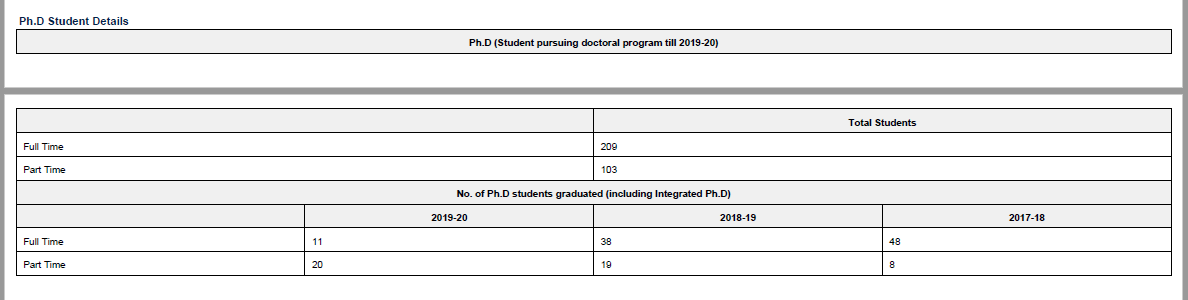 Ph.D Student Details
Ph.D (Student pursuing doctoral program till 2019-20)
Total Students
Full Time 209
Part Time 103
No. of Ph.D students graduated (including Integrated Ph.D)
2019-20 2018-19 2017-18
Full Time 11 38 48
Part Time 20 19 8